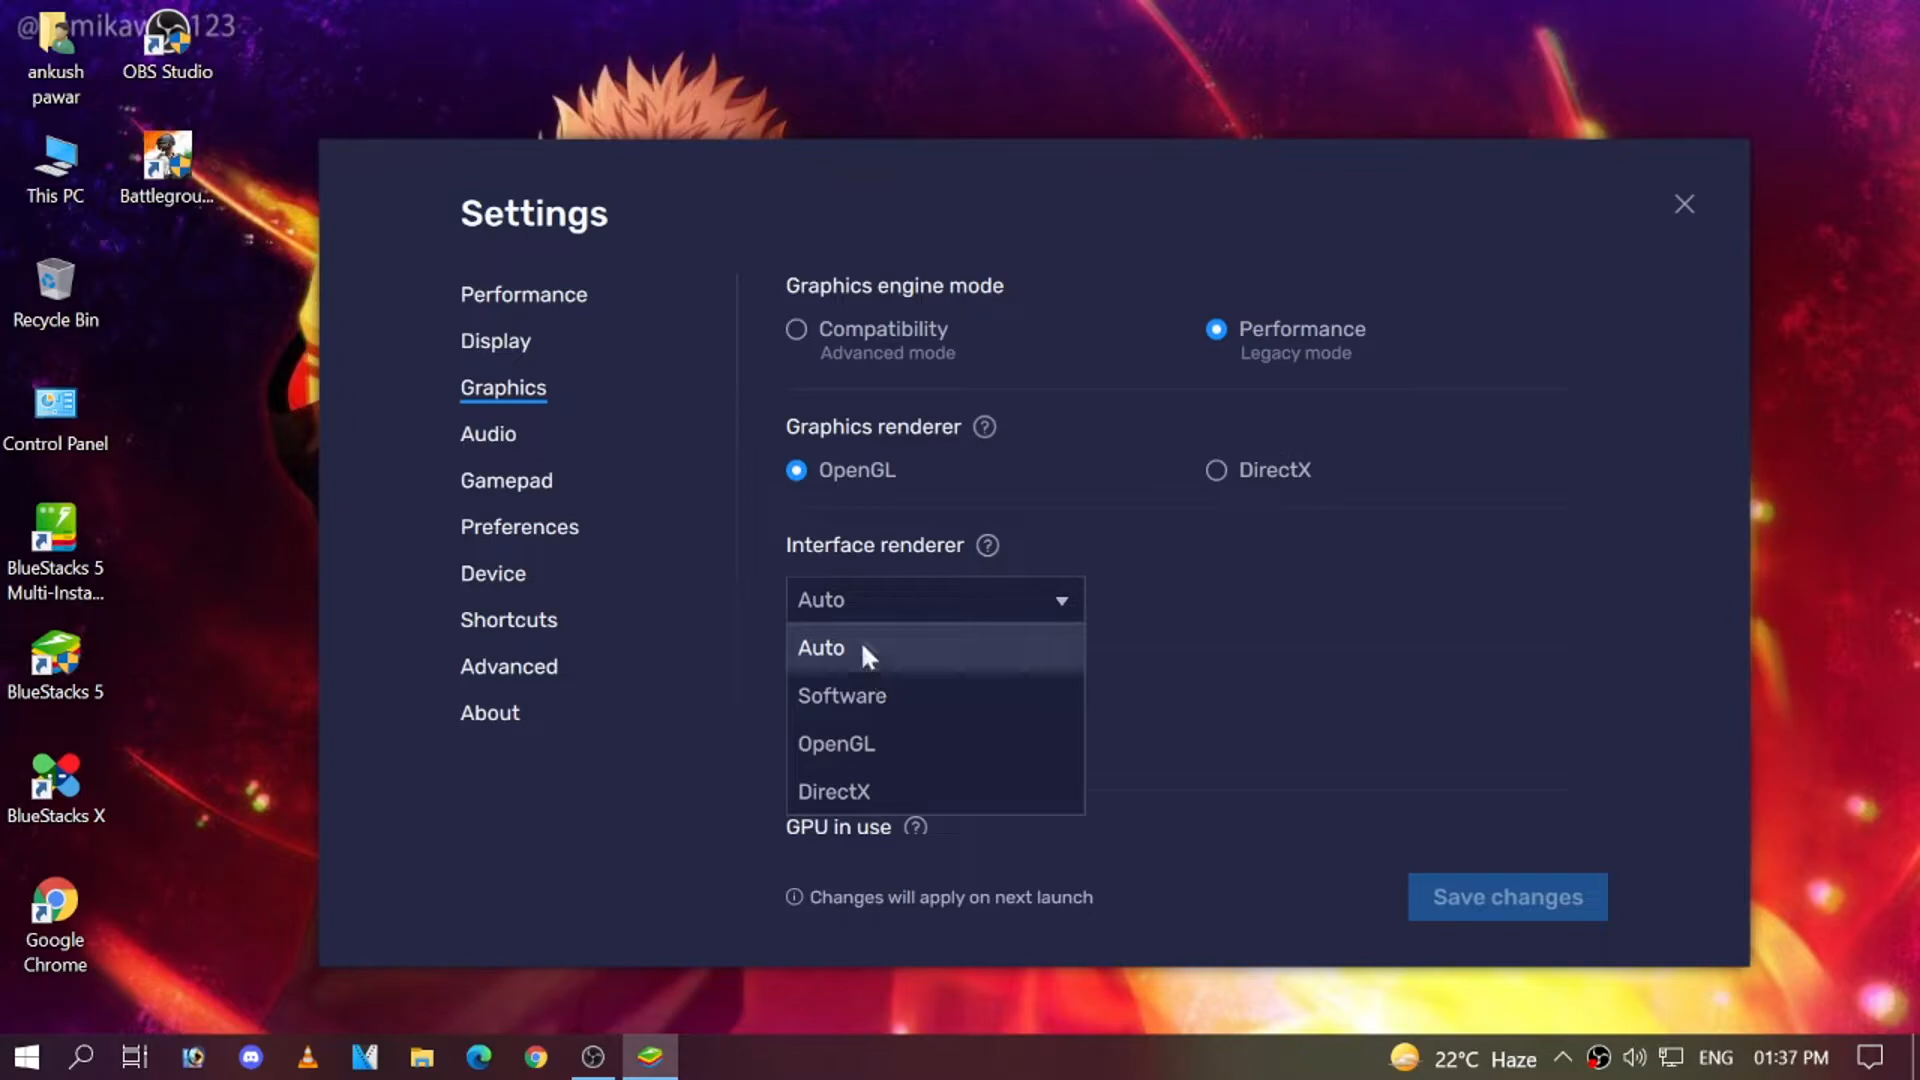 ankush
pawar
OBS Studio
This PC
Battlegrou...
Recycle Bin
Control Panel
BlueStacks 5
Multi-Insta...
BlueStacks 5
BlueStacks X
Google
Chrome
Settings
Performance
Display
Graphics
Audio
Gamepad
Preferences
Device
Shortcuts
Advanced
About
Graphics engine mode
Compatibility
Advanced mode
Performance
Legacy mode
Graphics renderer ?
OpenGL
DirectX
Interface renderer ?
Auto
Auto
Software
OpenGL
DirectX
GPU in use ?
Changes will apply on next launch
Save changes
22°C Haze
ENG
01:37 PM